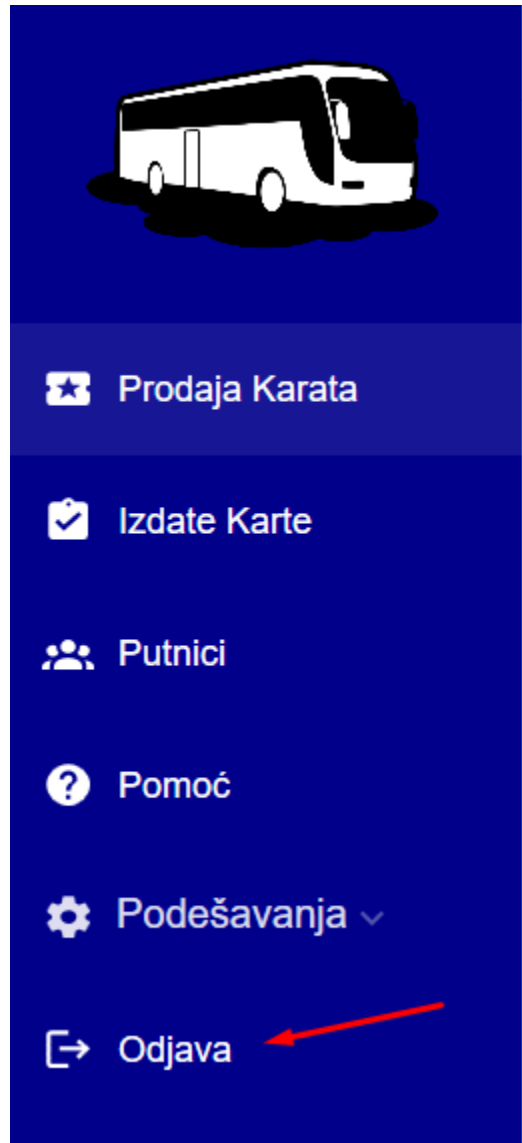 Prodaja Karata
Izdate Karte
Putnici
Pomoć
Podešavanja
Odjava